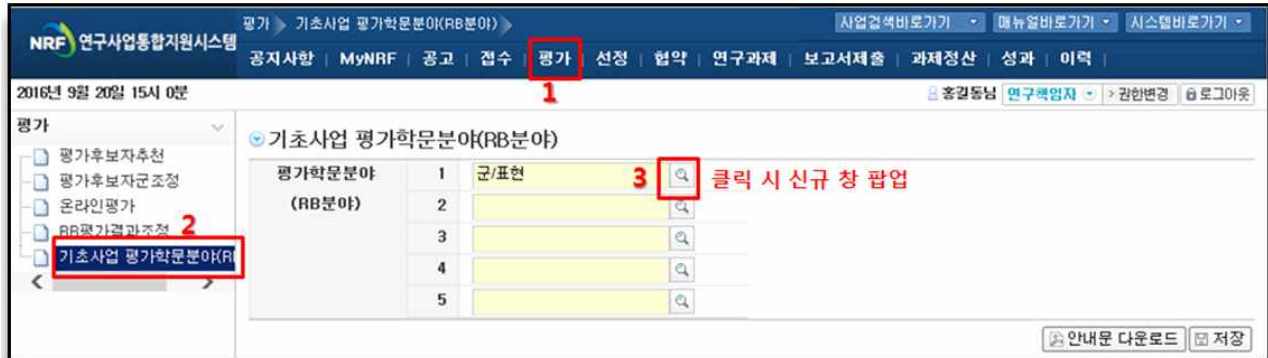 평가 기초사업 평가학문분야(RB분야) 사업검색바로가기 매뉴얼바로가기 시스템바로가기
NRF 연구사업통합지원시스템
공지사항 | MyNRF | 공고 | 접수 | 평가 | 선정 | 협약 | 연구과제 | 보고서제출 | 과제정산 | 성과 | 이력 |
2016년 9월 20일 15시 0분 1 홍길동님 연구책임자 > 권한변경 로그아웃
평가
평가후보자추천
평가후보자군조정
온라인평가
RB평가결과조정 2
기초사업 평가학문분야(RI
기초사업 평가학문분야(RB분야)
평가학문분야 1 군/표현 3 클릭 시 신규 창 팝업
(RB분야) 2
3
4
5
안내문 다운로드 저장